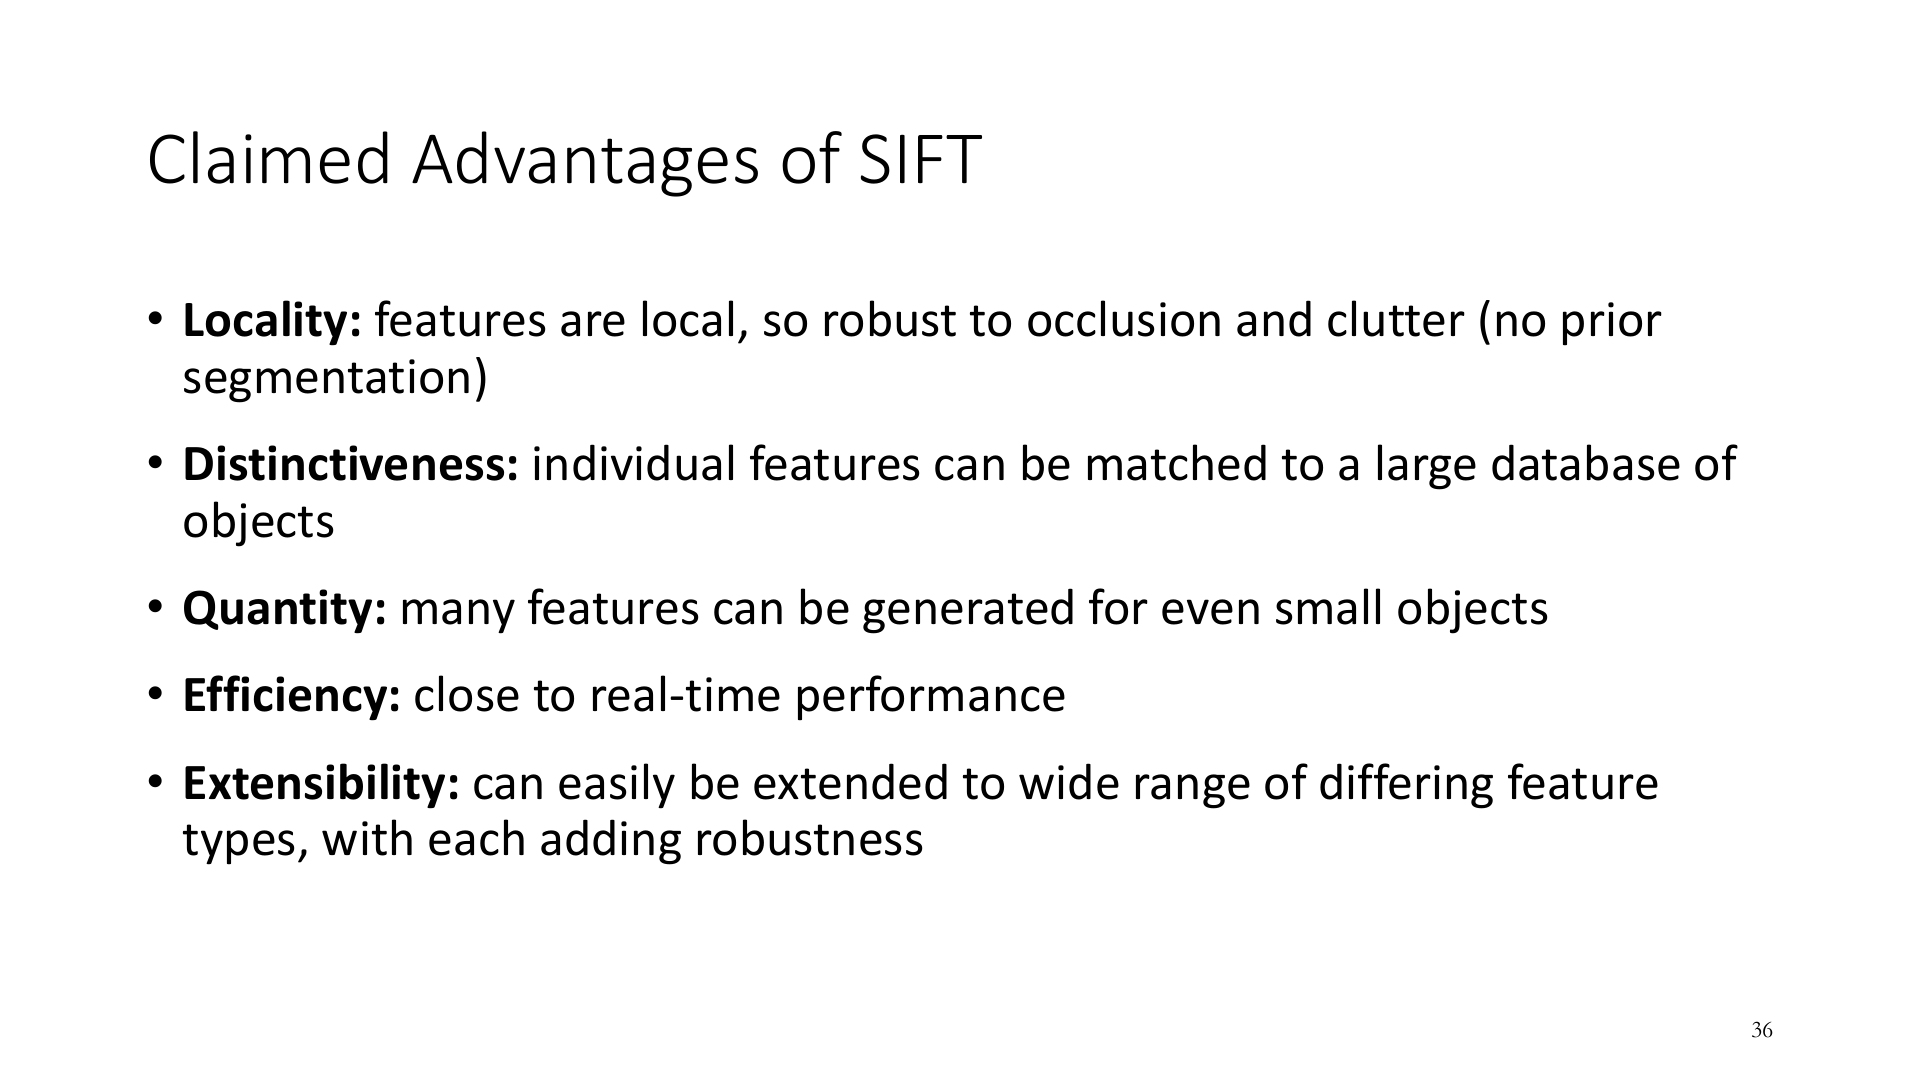 Claimed Advantages of SIFT
• Locality: features are local, so robust to occlusion and clutter (no prior
segmentation)
• Distinctiveness: individual features can be matched to a large database of
objects
• Quantity: many features can be generated for even small objects
• Efficiency: close to real-time performance
• Extensibility: can easily be extended to wide range of differing feature
types, with each adding robustness
36